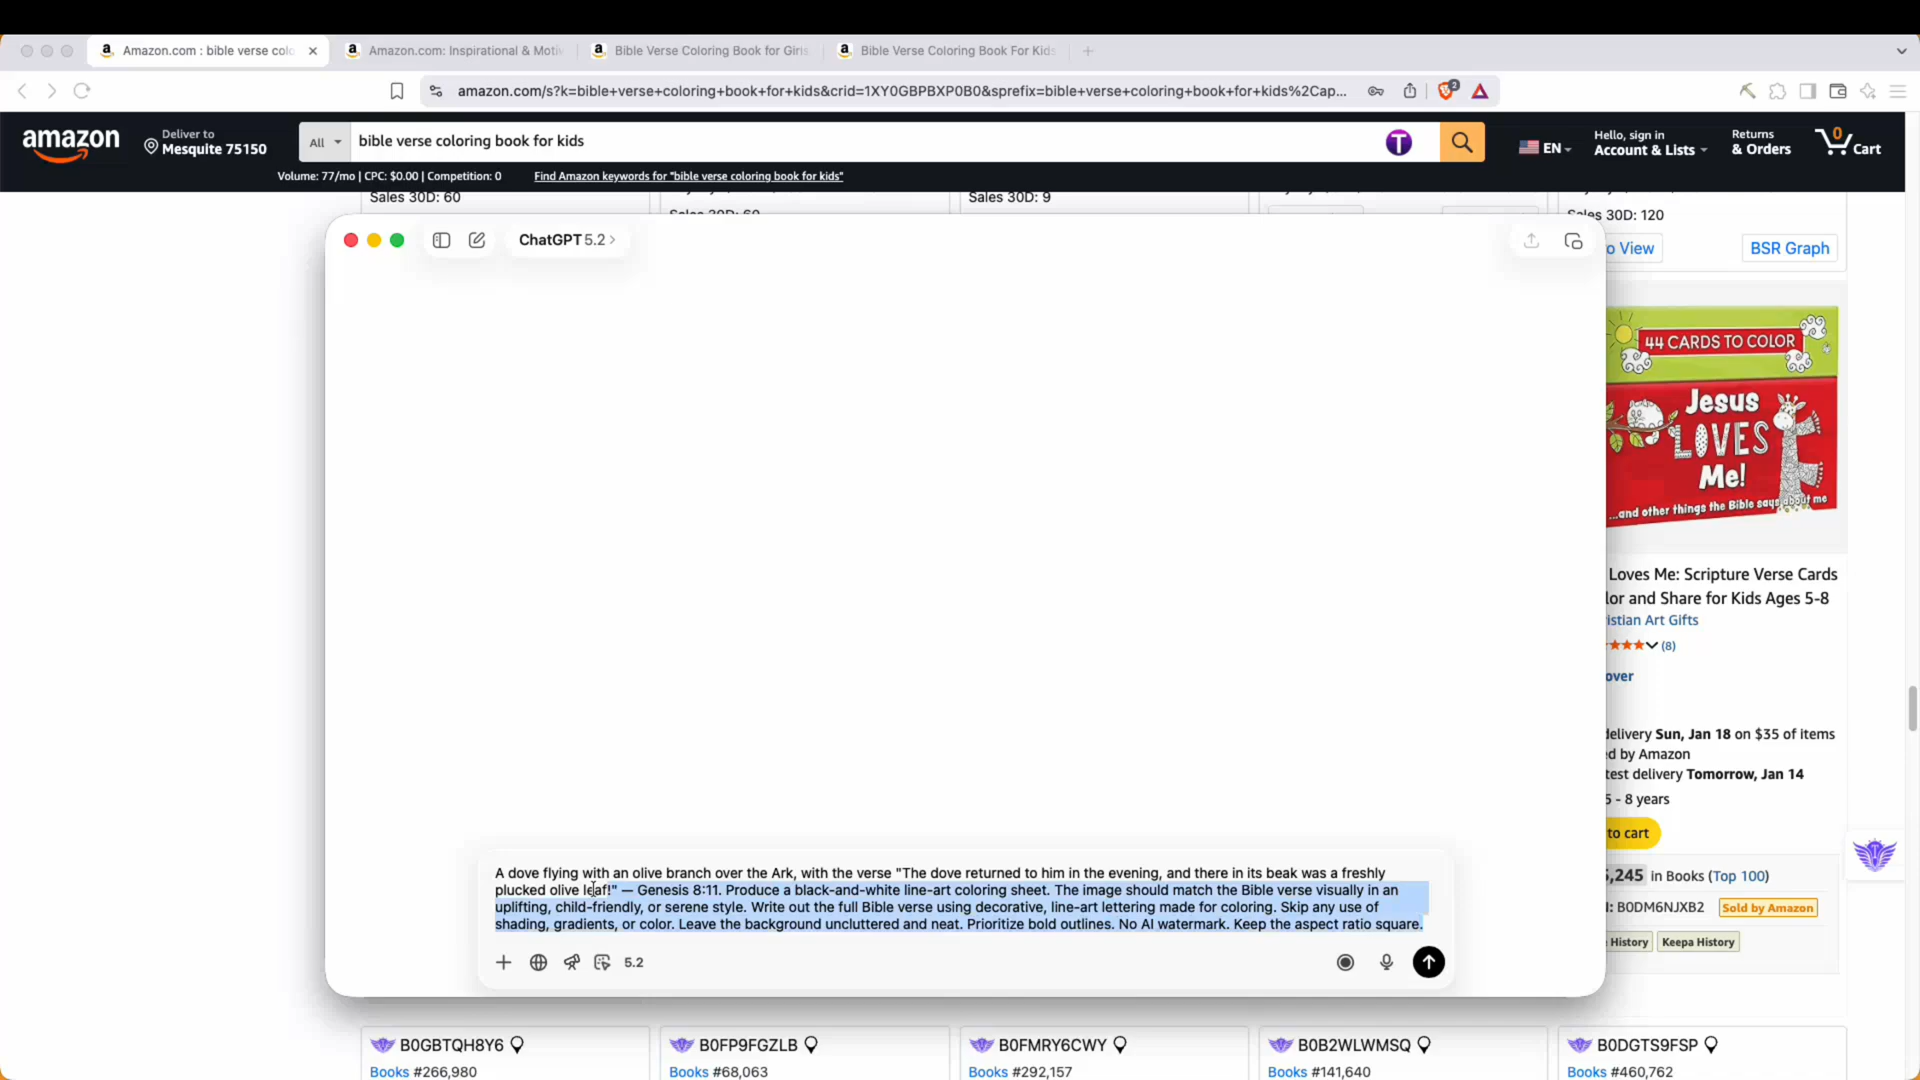 Amazon.com : bible verse colo
Amazon.com: Inspirational & Motiv
Bible Verse Coloring Book for Girls
Bible Verse Coloring Book For Kids
amazon.com/s?k=bible+verse+coloring+book+for+kids&crid=1XY0GBPBXP0B0&sprefix=bible+verse+coloring+book+for+kids%2Cap...
2
amazon
Deliver to
Mesquite 75150
All
bible verse coloring book for kids
T
EN
Hello, sign in
Account & Lists
Returns
& Orders
0
Cart
Volume: 77/mo | CPC: $0.00 | Competition: 0
Find Amazon keywords for "bible verse coloring book for kids"
Sales 30D: 60
Sales 30D: 60
Sales 30D: 9
Sales 30D: 120
o View
BSR Graph
ChatGPT 5.2 >
44 CARDS TO COLOR
Jesus
LOVES
Me!
...and other things the Bible says about me
Loves Me: Scripture Verse Cards
lor and Share for Kids Ages 5-8
istian Art Gifts
(8)
over
delivery Sun, Jan 18 on $35 of items
ed by Amazon
test delivery Tomorrow, Jan 14
5 - 8 years
to cart
5,245 in Books (Top 100)
: B0DM6NJXB2
Sold by Amazon
History
Keepa History
A dove flying with an olive branch over the Ark, with the verse "The dove returned to him in the evening, and there in its beak was a freshly
plucked olive leaf!" — Genesis 8:11. Produce a black-and-white line-art coloring sheet. The image should match the Bible verse visually in an
uplifting, child-friendly, or serene style. Write out the full Bible verse using decorative, line-art lettering made for coloring. Skip any use of
shading, gradients, or color. Leave the background uncluttered and neat. Prioritize bold outlines. No AI watermark. Keep the aspect ratio square.
5.2
B0GBTQH8Y6
B0FP9FGZLB
B0FMRY6CWY
B0B2WLWMSQ
B0DGTS9FSP
Books #266,980
Books #68,063
Books #292,157
Books #141,640
Books #460,762